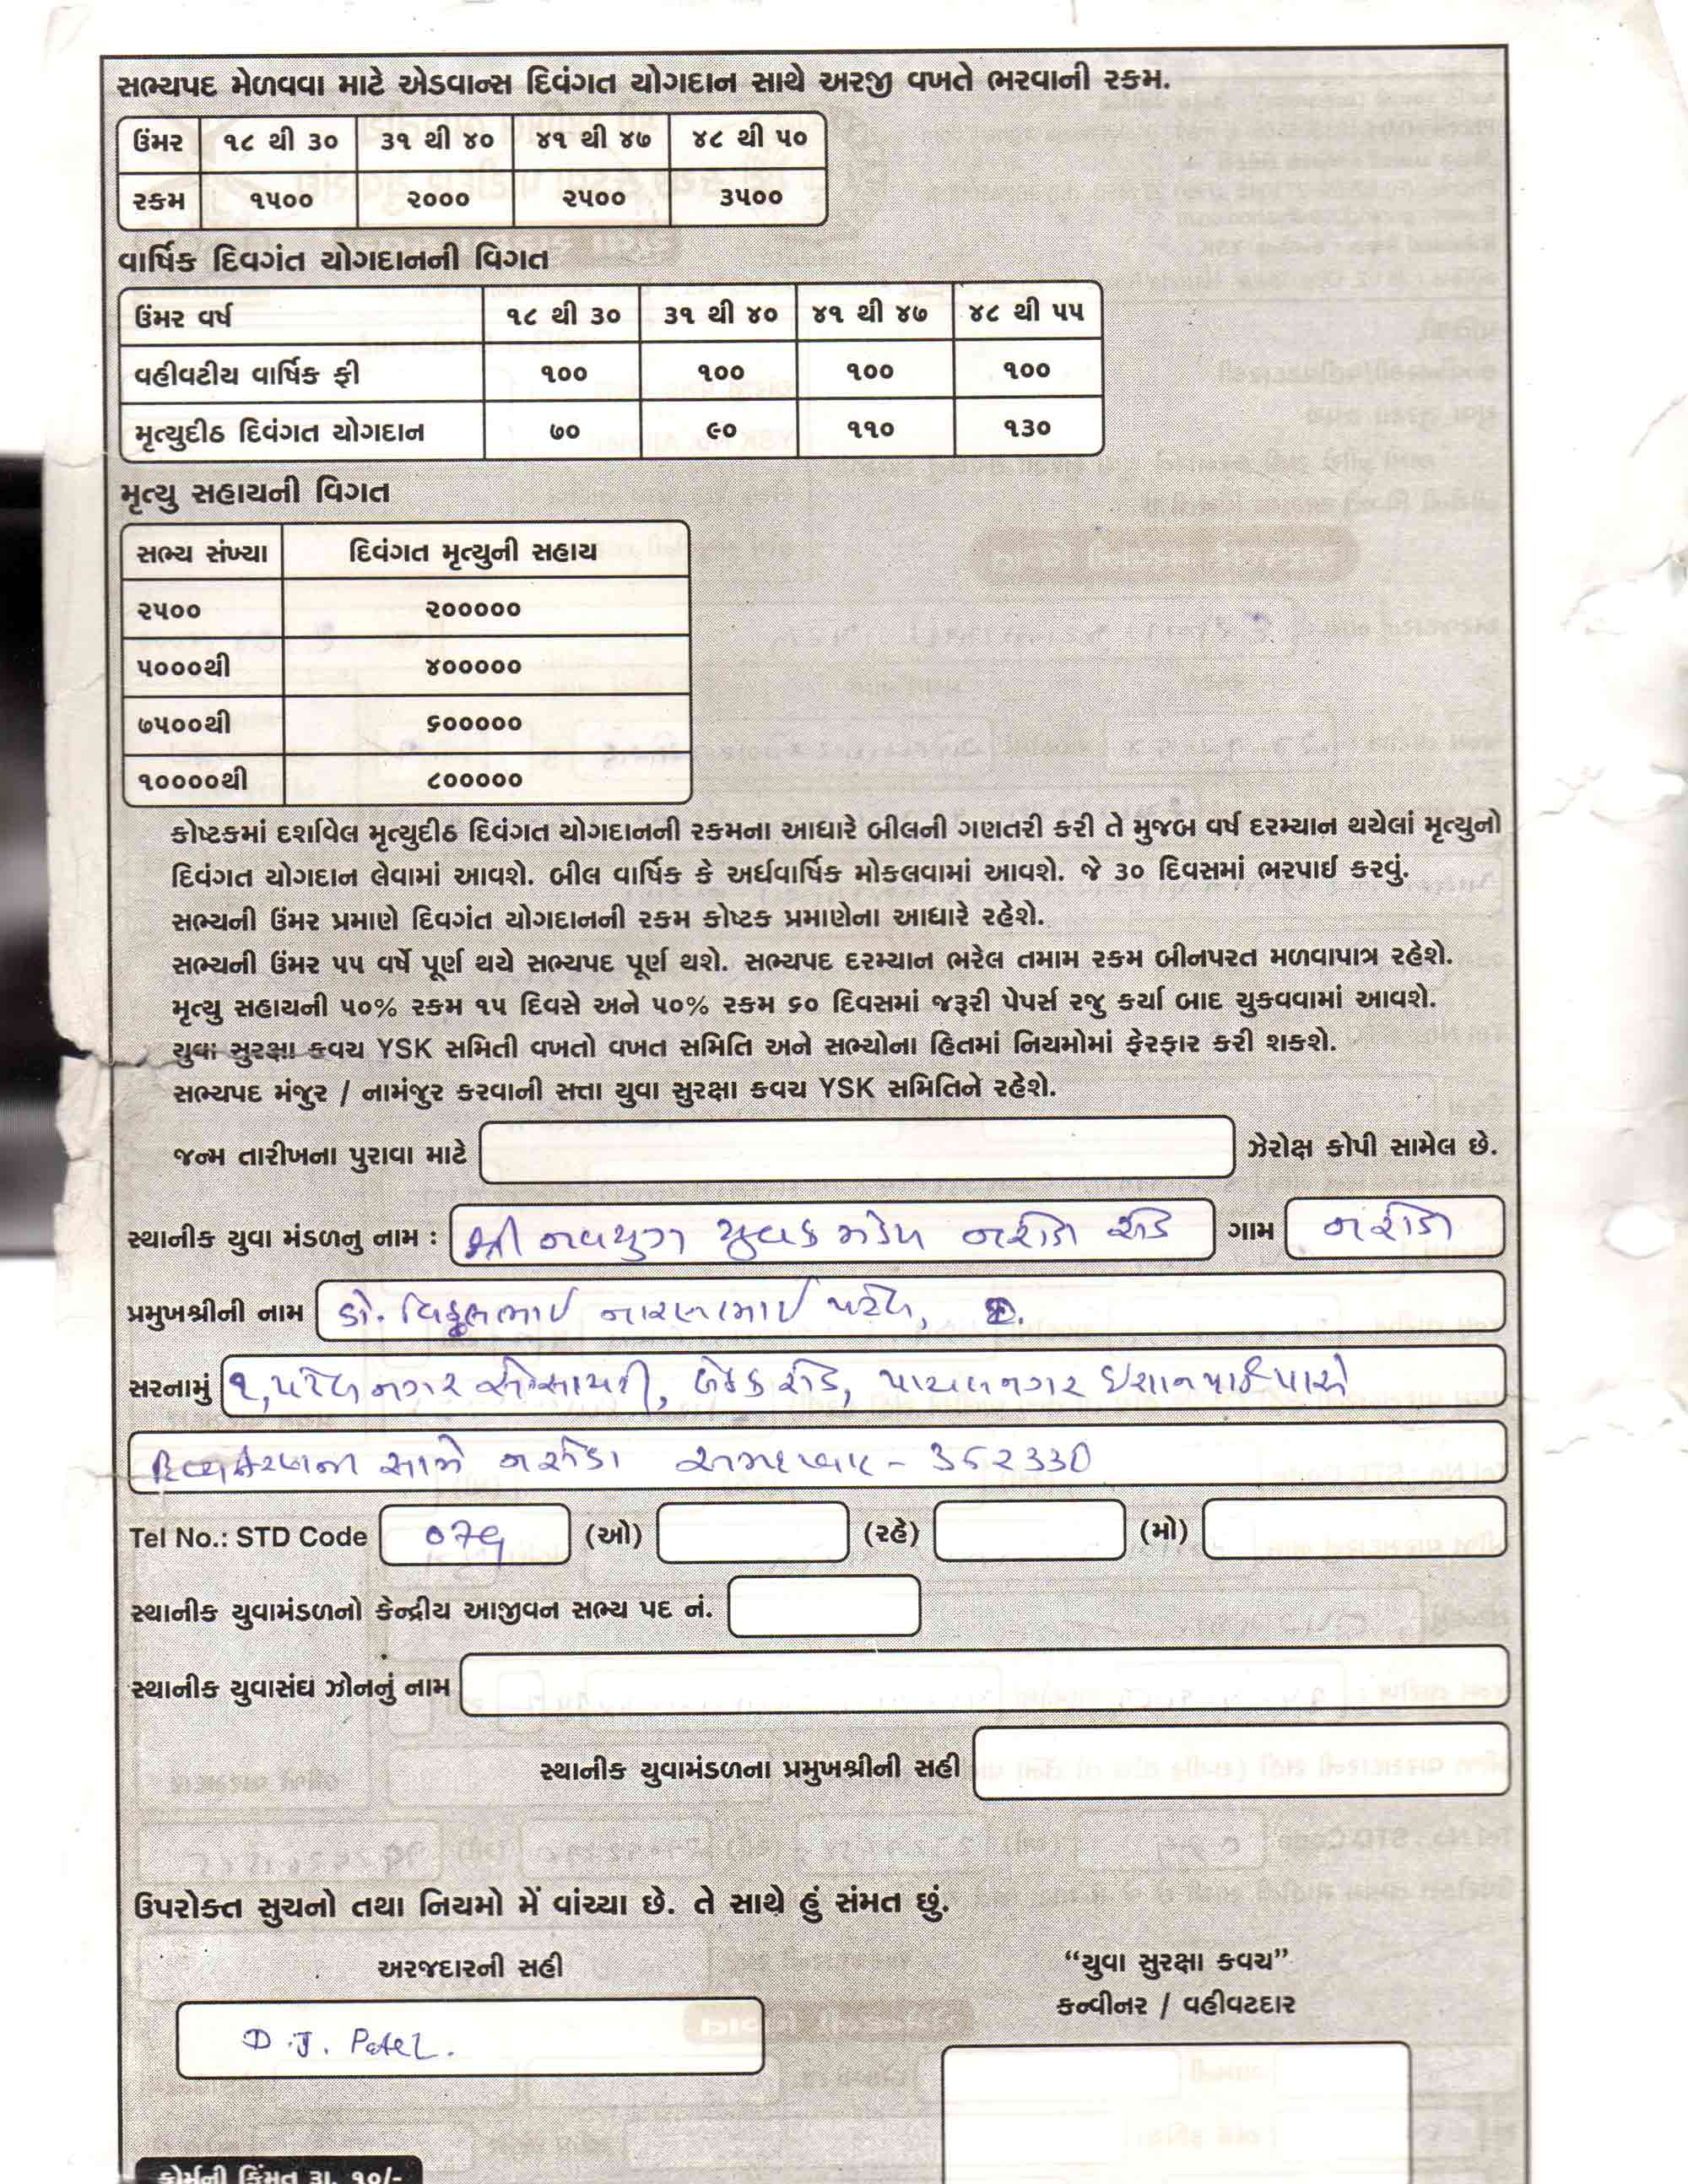 સભ્યપદ મેળવવા માટે એડવાન્સ દિવંગત યોગદાન સાથે અરજી વખતે ભરવાની રકમ.
ઉંમર ૧૮ થી ૩૦ ૩૧ થી ૪૦ ૪૧ થી ૪૭ ૪૮ થી ૫૦
રકમ ૧૫૦૦ ૨૦૦૦ ૨૫૦૦ ૩૫૦૦
વાર્ષિક દિવગંત યોગદાનની વિગત
ઉંમર વર્ષ ૧૮ થી ૩૦ ૩૧ થી ૪૦ ૪૧ થી ૪૭ ૪૮ થી ૫૫
વહીવટીય વાર્ષિક ફી ૧૦૦ ૧૦૦ ૧૦૦ ૧૦૦
મૃત્યુદીઠ દિવંગત યોગદાન ૭૦ ૯૦ ૧૧૦ ૧૩૦
મૃત્યુ સહાયની વિગત
સભ્ય સંખ્યા દિવંગત મૃત્યુની સહાય
૨૫૦૦ ૨૦૦૦૦૦
૫૦૦૦થી ૪૦૦૦૦૦
૭૫૦૦થી ૬૦૦૦૦૦
૧૦૦૦૦થી ૮૦૦૦૦૦
કોષ્ટકમાં દર્શાવેલ મૃત્યુદીઠ દિવંગત યોગદાનની રકમના આધારે બીલની ગણતરી કરી તે મુજબ વર્ષ દરમ્યાન થયેલાં મૃત્યુનો
દિવંગત યોગદાન લેવામાં આવશે. બીલ વાર્ષિક કે અર્ધવાર્ષિક મોકલવામાં આવશે. જે ૩૦ દિવસમાં ભરપાઈ કરવું.
સભ્યની ઉંમર પ્રમાણે દિવગંત યોગદાનની રકમ કોષ્ટક પ્રમાણેના આધારે રહેશે.
સભ્યની ઉંમર ૫૫ વર્ષે પૂર્ણ થયે સભ્યપદ પૂર્ણ થશે. સભ્યપદ દરમ્યાન ભરેલ તમામ રકમ બીનપરત મળવાપાત્ર રહેશે.
મૃત્યુ સહાયની ૫૦% રકમ ૧૫ દિવસે અને ૫૦% રકમ ૬૦ દિવસમાં જરૂરી પેપર્સ રજુ કર્યા બાદ ચુકવવામાં આવશે.
યુવા સુરક્ષા કવચ YSK સમિતી વખતો વખત સમિતિ અને સભ્યોના હિતમાં નિયમોમાં ફેરફાર કરી શકશે.
સભ્યપદ મંજુર / નામંજુર કરવાની સત્તા યુવા સુરક્ષા કવચ YSK સમિતિને રહેશે.
જન્મ તારીખના પુરાવા માટે ઝેરોક્ષ કોપી સામેલ છે.
સ્થાનીક યુવા મંડળનુ નામ : શ્રી નવયુગ યુવક મંડળ નરોડા રોડ ગામ નરોડા
પ્રમુખશ્રીની નામ ડૉ. વિઠ્ઠલભાઈ નારણભાઈ પટેલ,
સરનામું ૧, પટેલ નગર સોસાયટી, બેઠક રોડ, પાયલનગર ઈશાનપાર્ક પાસે
સામે નરોડા અમદાવાદ - 382330
Tel No.: STD Code 079 (ઓ) (રહે) (મો)
સ્થાનીક યુવામંડળનો કેન્દ્રીય આજીવન સભ્ય પદ નં.
સ્થાનીક યુવાસંઘ ઝોનનું નામ
સ્થાનીક યુવામંડળના પ્રમુખશ્રીની સહી
ઉપરોક્ત સુચનો તથા નિયમો મેં વાંચ્યા છે. તે સાથે હું સંમત છું.
અરજદારની સહી
D.J. Patel.
“યુવા સુરક્ષા કવચ”
કન્વીનર / વહીવટદાર
ફોર્મની કિંમત રૂા. ૧૦/-